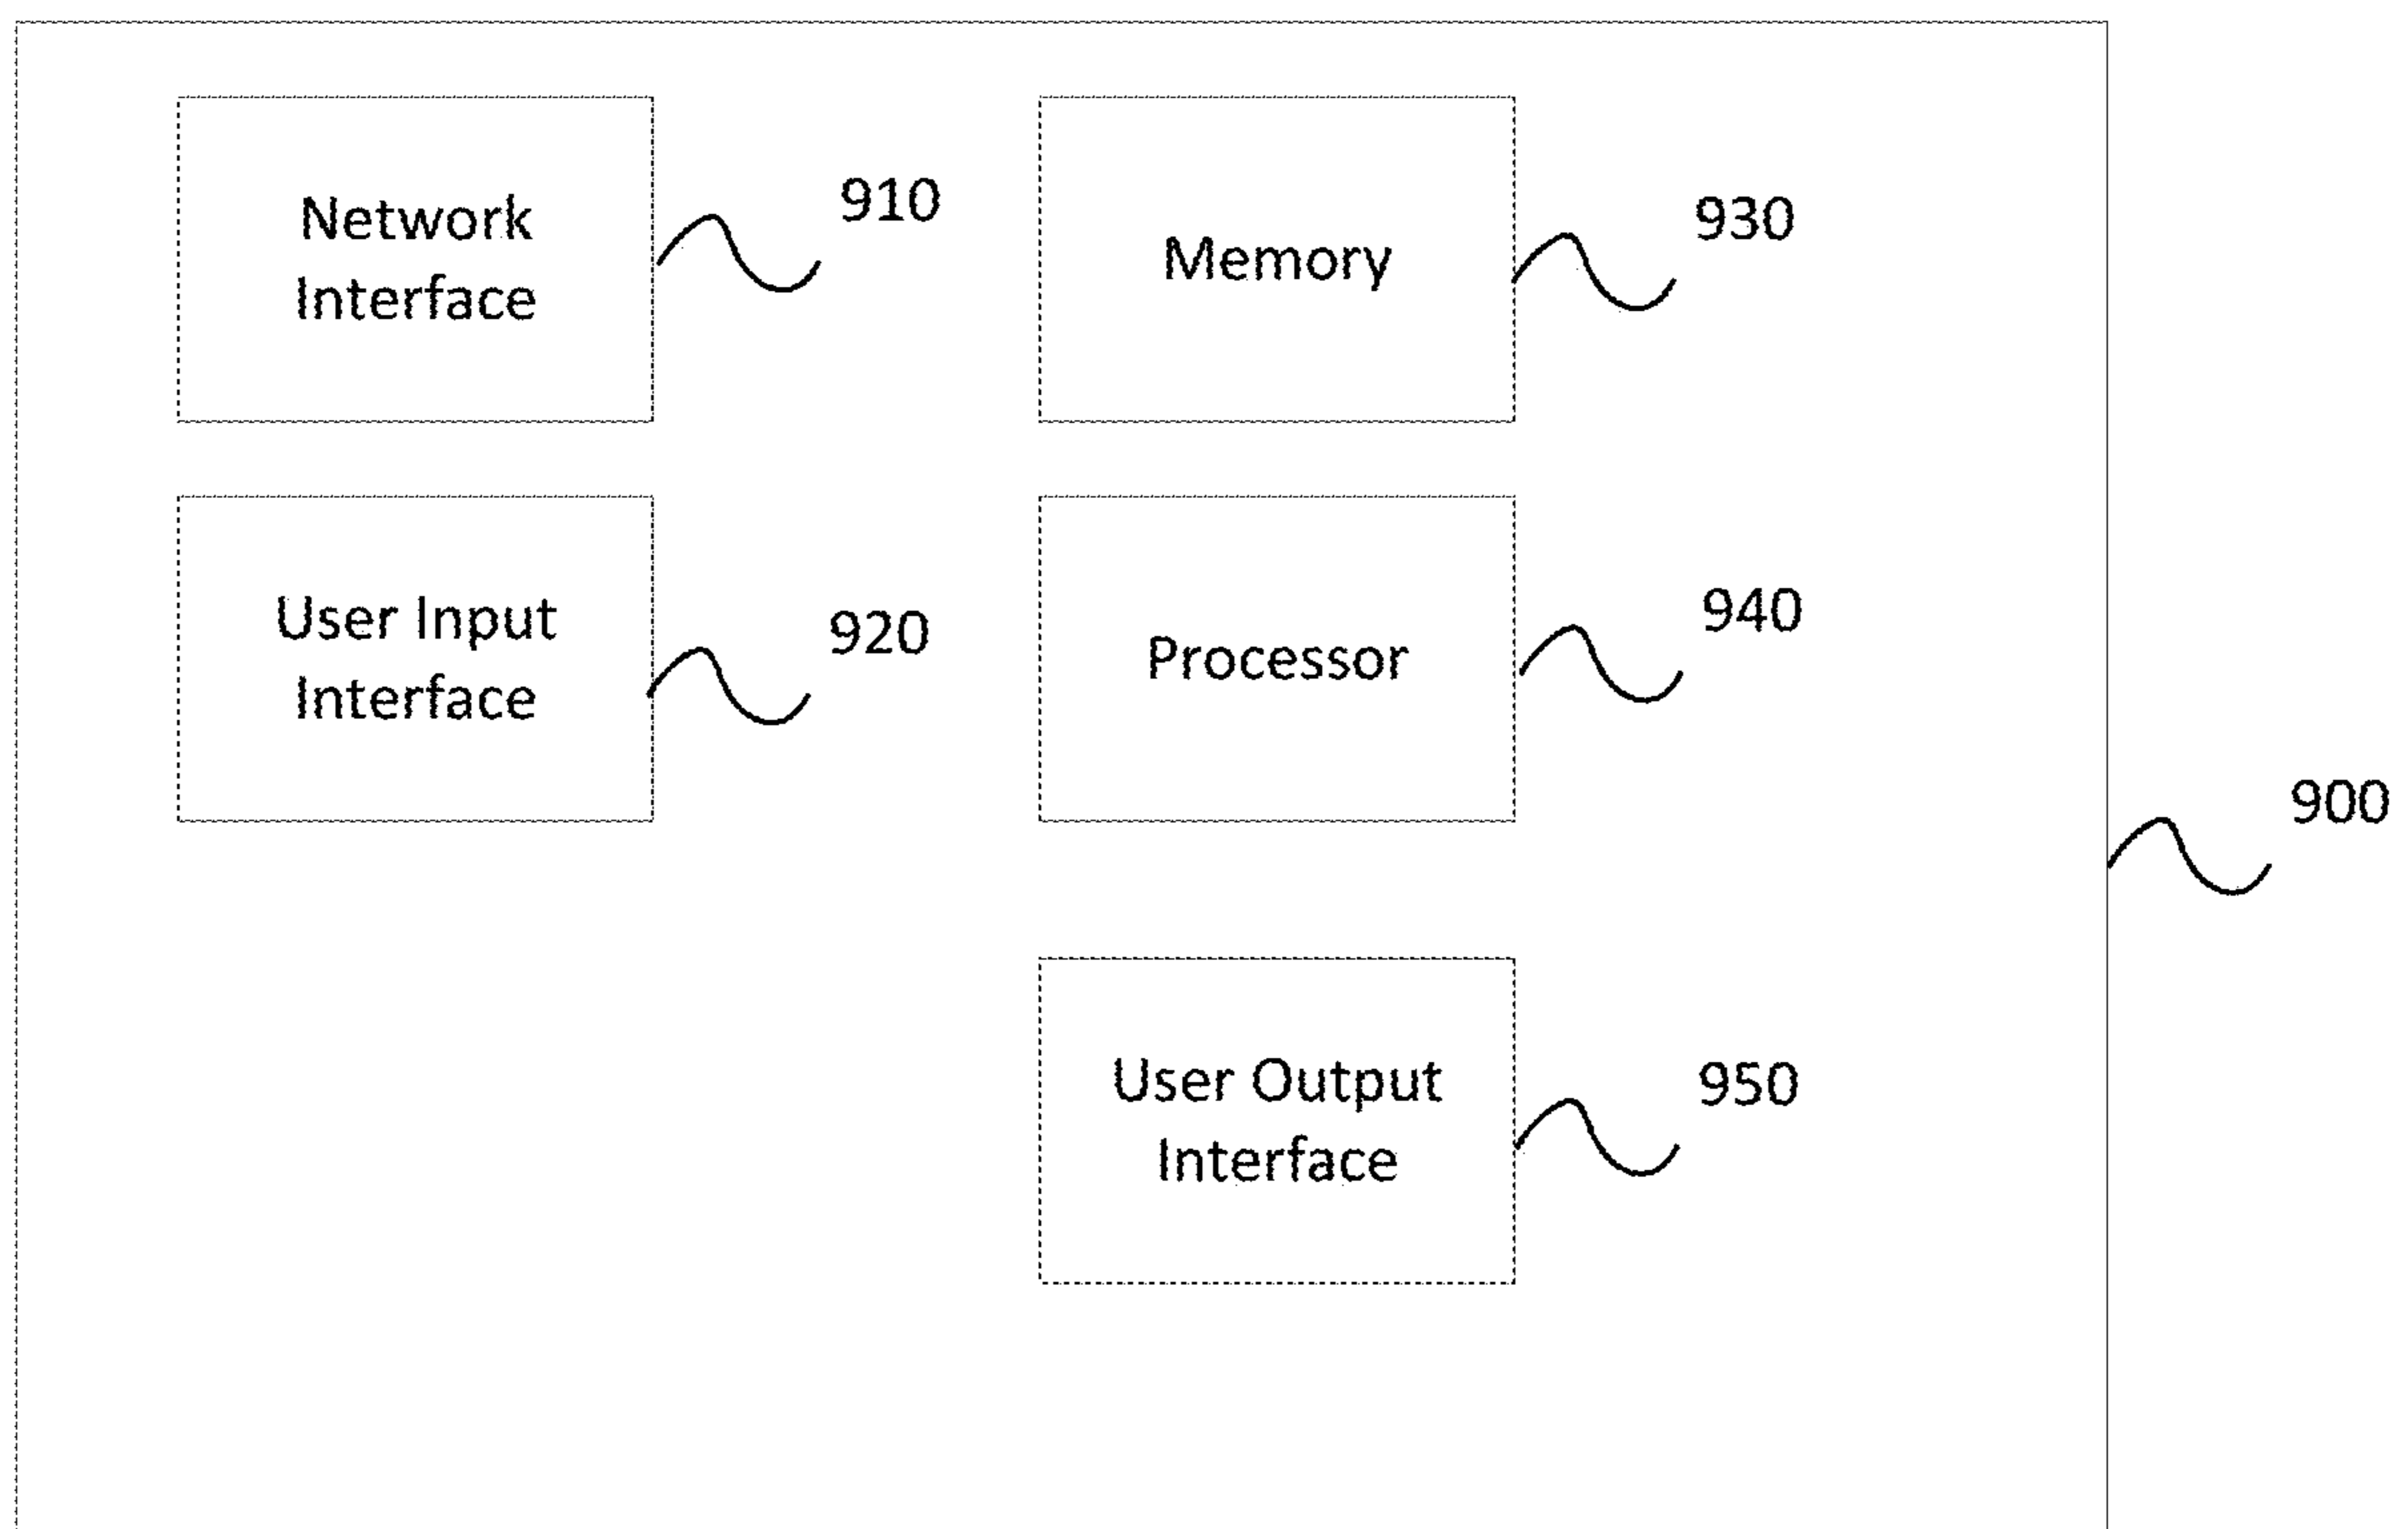 Network
Interface
910
Memory
930
User Input
Interface
920
Processor
940
900
User Output
Interface
950